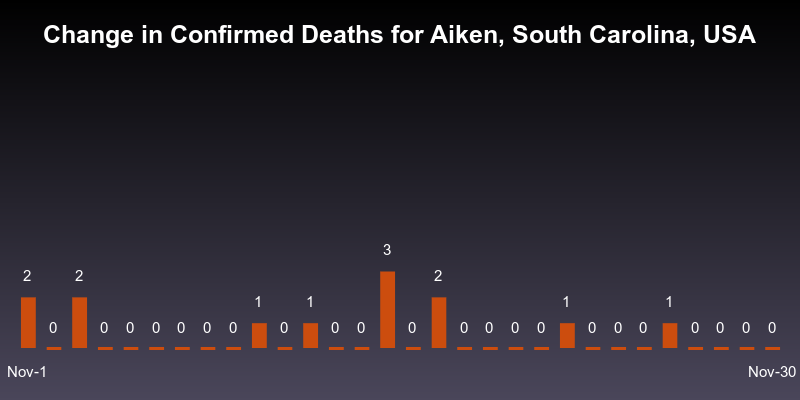 Change in Confirmed Deaths for Aiken, South Carolina, USA
3
2 2 2
1 1 1 1
0 0 0 0 0 0 0 0 0 0 0 0 0 0 0 0 0 0 0 0 0 0
Nov-1 Nov-30